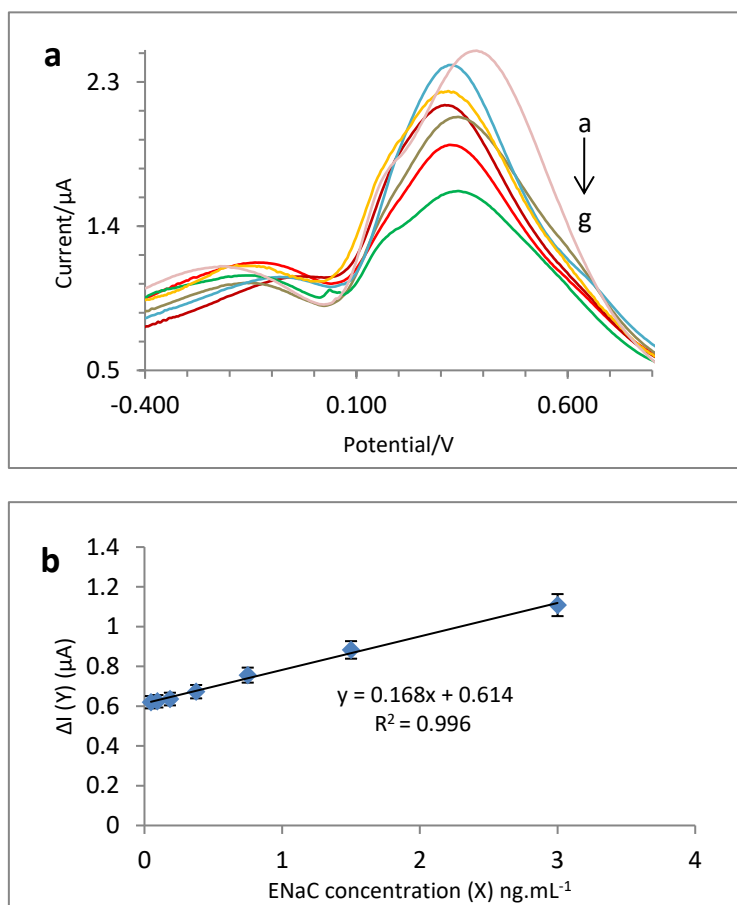 a
2.3
1.4
0.5
Current/µA
a
g
-0.400 0.100 0.600
Potential/V
b
1.4
1.2
1
0.8
0.6
0.4
0.2
0
ΔI (Y) (µA)
y = 0.168x + 0.614
R² = 0.996
0 1 2 3 4
ENaC concentration (X) ng.mL⁻¹